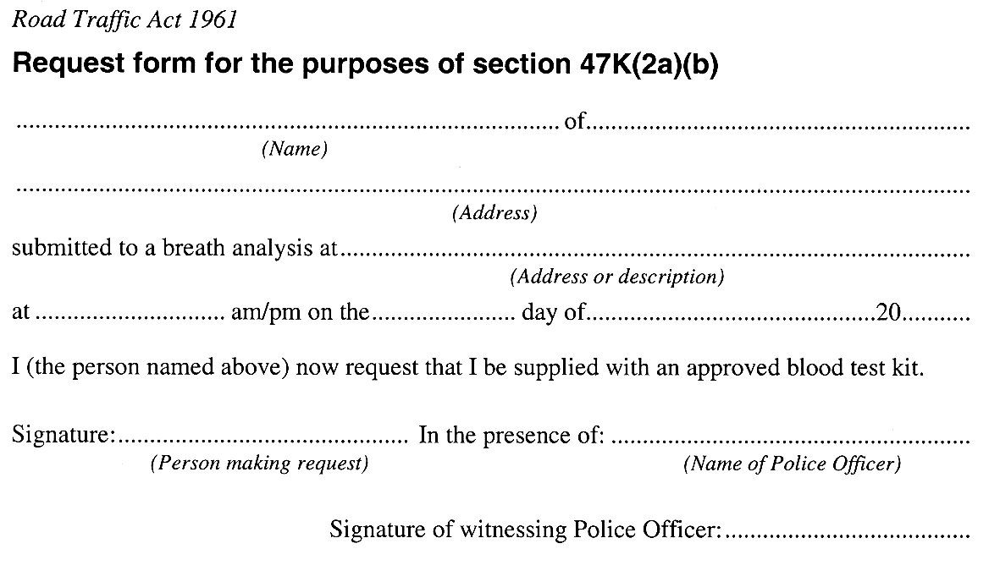 Road Traffic Act 1961
Request form for the purposes of section 47K(2a)(b)
...................................................................................... of.............................................................
(Name)
.......................................................................................................................................................
(Address)
submitted to a breath analysis at....................................................................................................
(Address or description)
at .............................. am/pm on the....................... day of..............................................20...........
I (the person named above) now request that I be supplied with an approved blood test kit.
Signature:.............................................. In the presence of: .........................................................
(Person making request) (Name of Police Officer)
Signature of witnessing Police Officer:.......................................